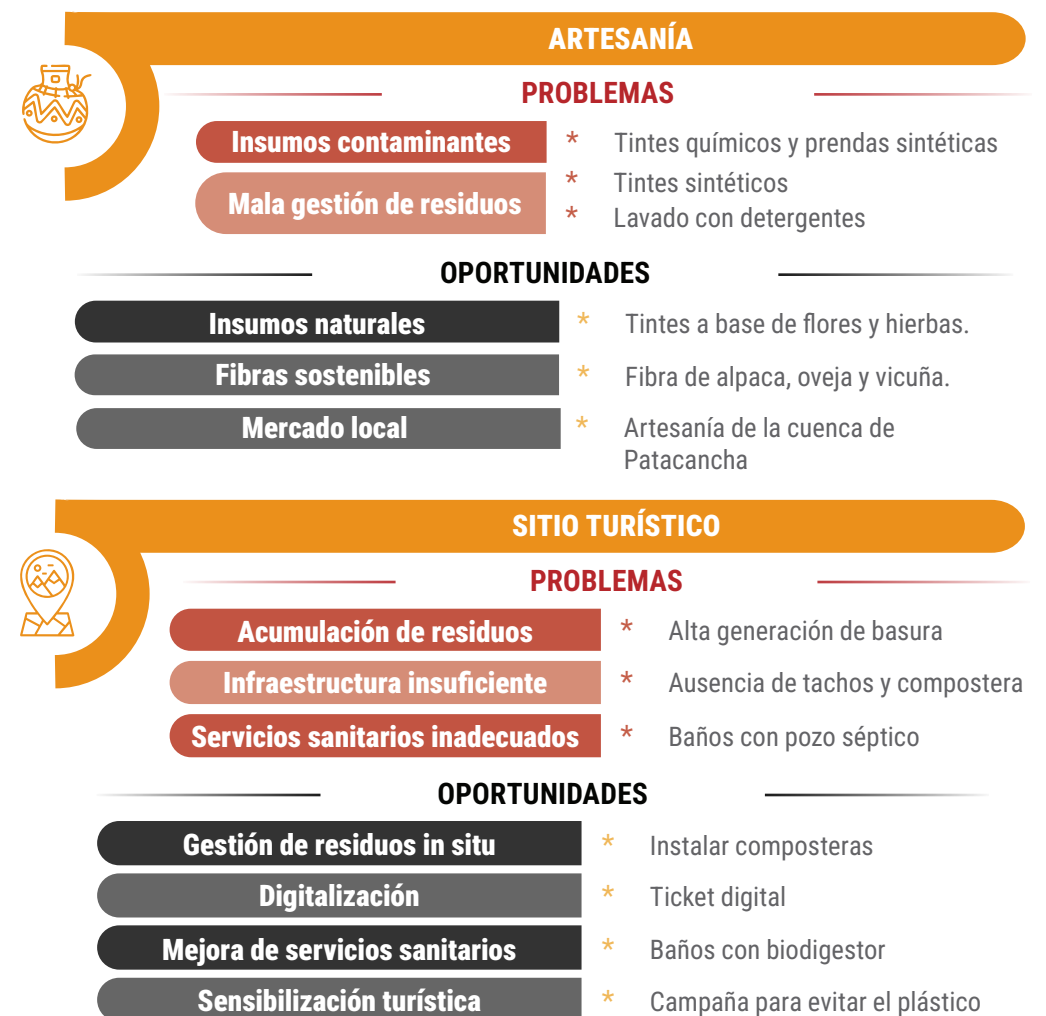 ARTESANÍA
PROBLEMAS
Insumos contaminantes * Tintes químicos y prendas sintéticas
Mala gestión de residuos * Tintes sintéticos
* Lavado con detergentes
OPORTUNIDADES
Insumos naturales * Tintes a base de flores y hierbas.
Fibras sostenibles * Fibra de alpaca, oveja y vicuña.
Mercado local * Artesanía de la cuenca de
Patacancha
SITIO TURÍSTICO
PROBLEMAS
Acumulación de residuos * Alta generación de basura
Infraestructura insuficiente * Ausencia de tachos y compostera
Servicios sanitarios inadecuados * Baños con pozo séptico
OPORTUNIDADES
Gestión de residuos in situ * Instalar composteras
Digitalización * Ticket digital
Mejora de servicios sanitarios * Baños con biodigestor
Sensibilización turística * Campaña para evitar el plástico